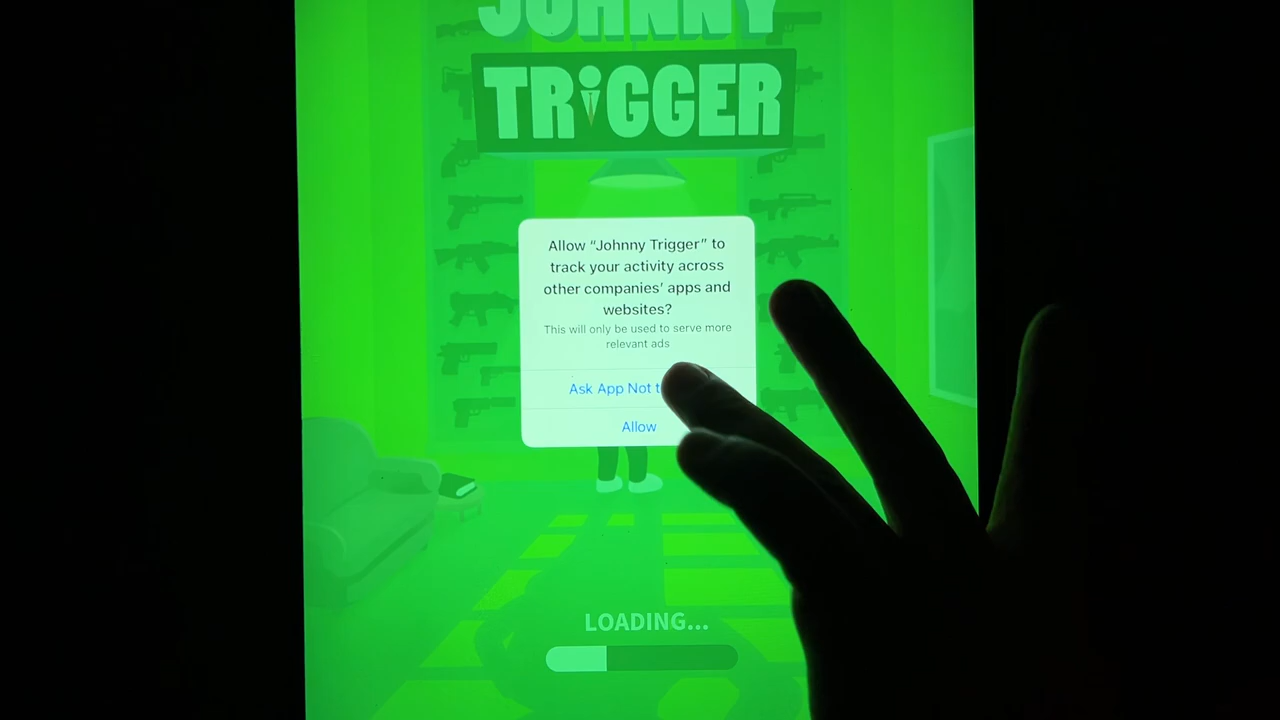 JOHNNY
TRIGGER
Allow “Johnny Trigger” to
track your activity across
other companies’ apps and
websites?
This will only be used to serve more
relevant ads
Ask App Not
Allow
LOADING...